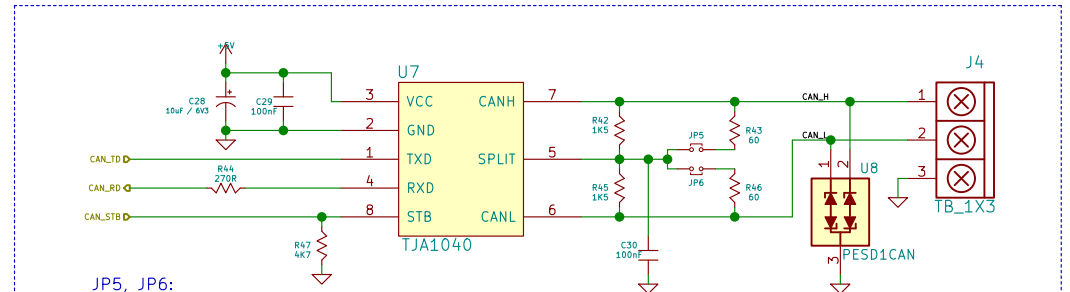 +5V
J4
U7
C28
10uF / 6V3
C29
100nF
3 VCC CANH 7
2 GND
1 TXD SPLIT 5
4 RXD
8 STB CANL 6
TJA1040
CAN_TD
CAN_RD
CAN_STB
R44
270R
R47
4K7
R42
1K5
R45
1K5
JP5
JP6
R43
60
R46
60
C30
100nF
CAN_H
CAN_L
1
2
3
TB_1X3
1 2
U8
3
PESD1CAN
JP5, JP6: